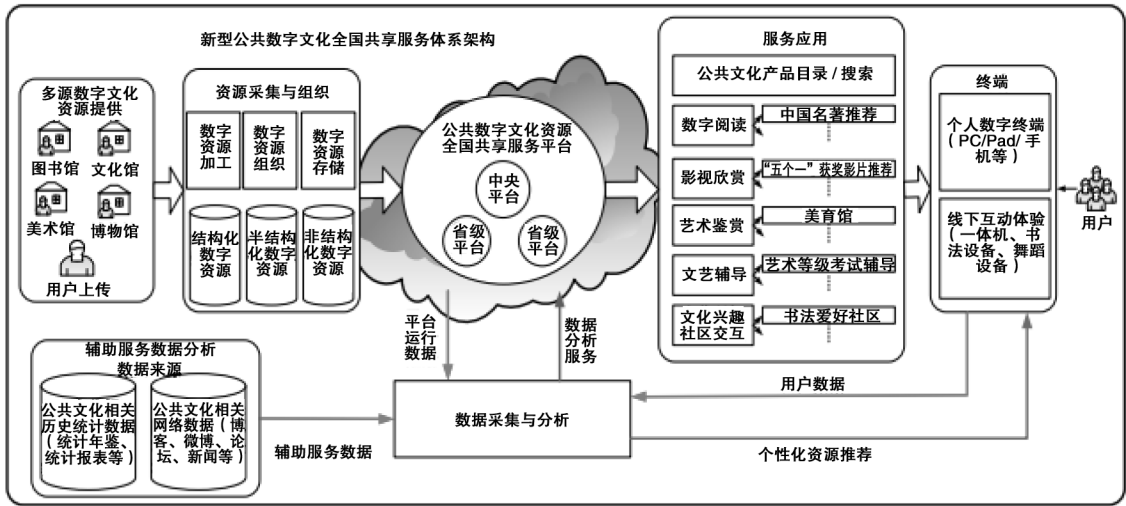 新型公共数字文化全国共享服务体系架构
多源数字文化
资源提供
图书馆
文化馆
美术馆
博物馆
用户上传
资源采集与组织
数字
资源
加工
数字
资源
组织
数字
资源
存储
结构化
数字
资源
半结构
化数字
资源
非结构
化数字
资源
公共数字文化资源
全国共享服务平台
中央
平台
省级
平台
省级
平台
服务应用
公共文化产品目录/搜索
数字阅读
中国名著推荐
影视欣赏
“五个一”获奖影片推荐
艺术鉴赏
美育馆
文艺辅导
艺术等级考试辅导
文化兴趣
社区交互
书法爱好社区
终端
个人数字终端
(PC/Pad/手
机等)
线下互动体验
(一体机、书
法设备、舞蹈
设备)
用户
平台
运行
数据
数据
分析
服务
辅助服务数据分析
数据来源
公共文化相关
历史统计数据
(统计年鉴、
统计报表等)
公共文化相关
网络数据(博
客、微博、论
坛、新闻等)
辅助服务数据
数据采集与分析
用户数据
个性化资源推荐